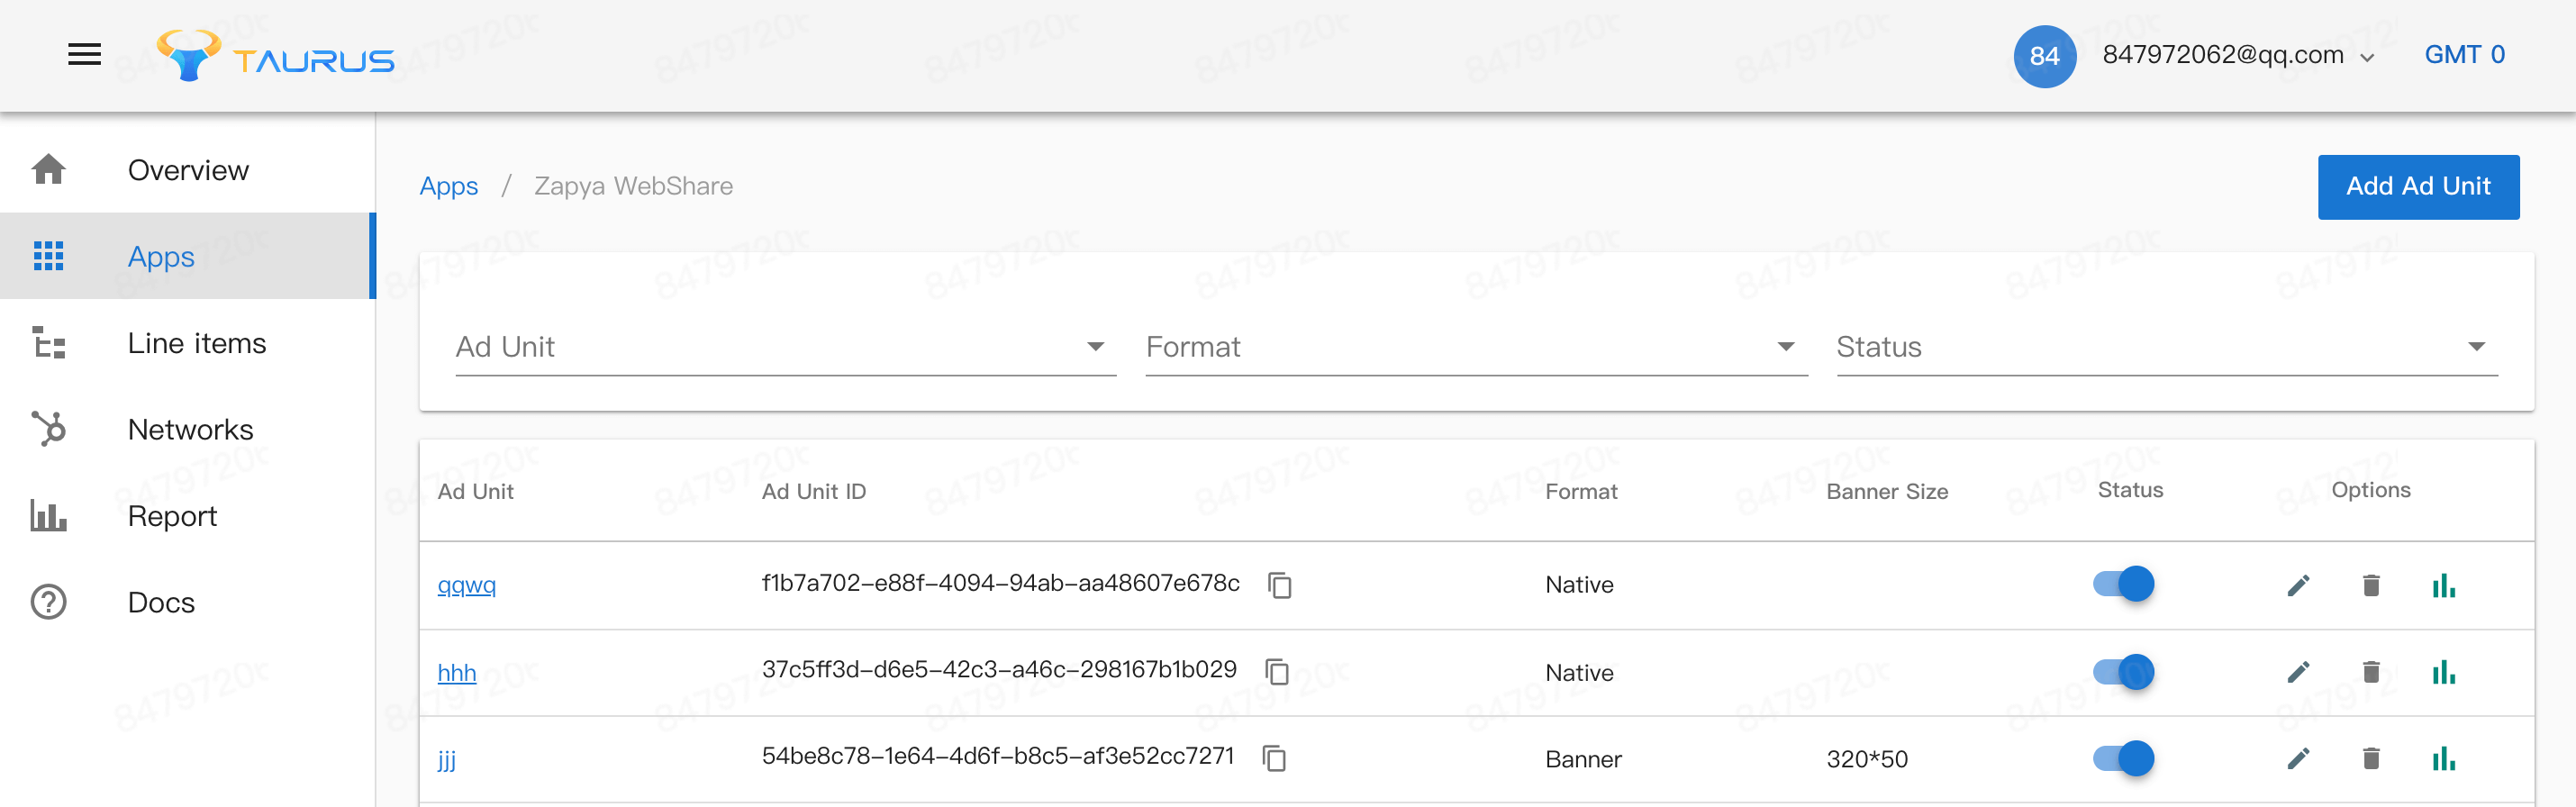 TAURUS
84 847972062@qq.com GMT 0
Overview
Apps
Line items
Networks
Report
Docs
Apps / Zapya WebShare
Add Ad Unit
Ad Unit Format Status
Ad Unit Ad Unit ID Format Banner Size Status Options
qqwq f1b7a702-e88f-4094-94ab-aa48607e678c Native
hhh 37c5ff3d-d6e5-42c3-a46c-298167b1b029 Native
jjj 54be8c78-1e64-4d6f-b8c5-af3e52cc7271 Banner 320*50